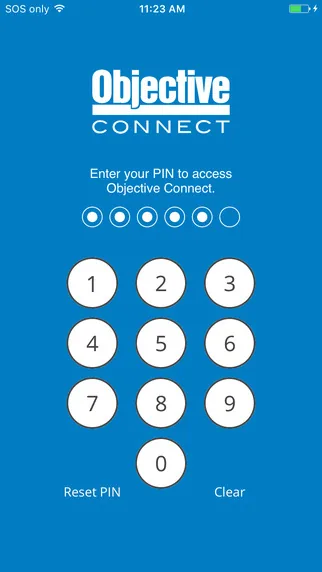 SOS only 11:23 AM
Objective
CONNECT
Enter your PIN to access
Objective Connect.
1 2 3
4 5 6
7 8 9
0
Reset PIN Clear